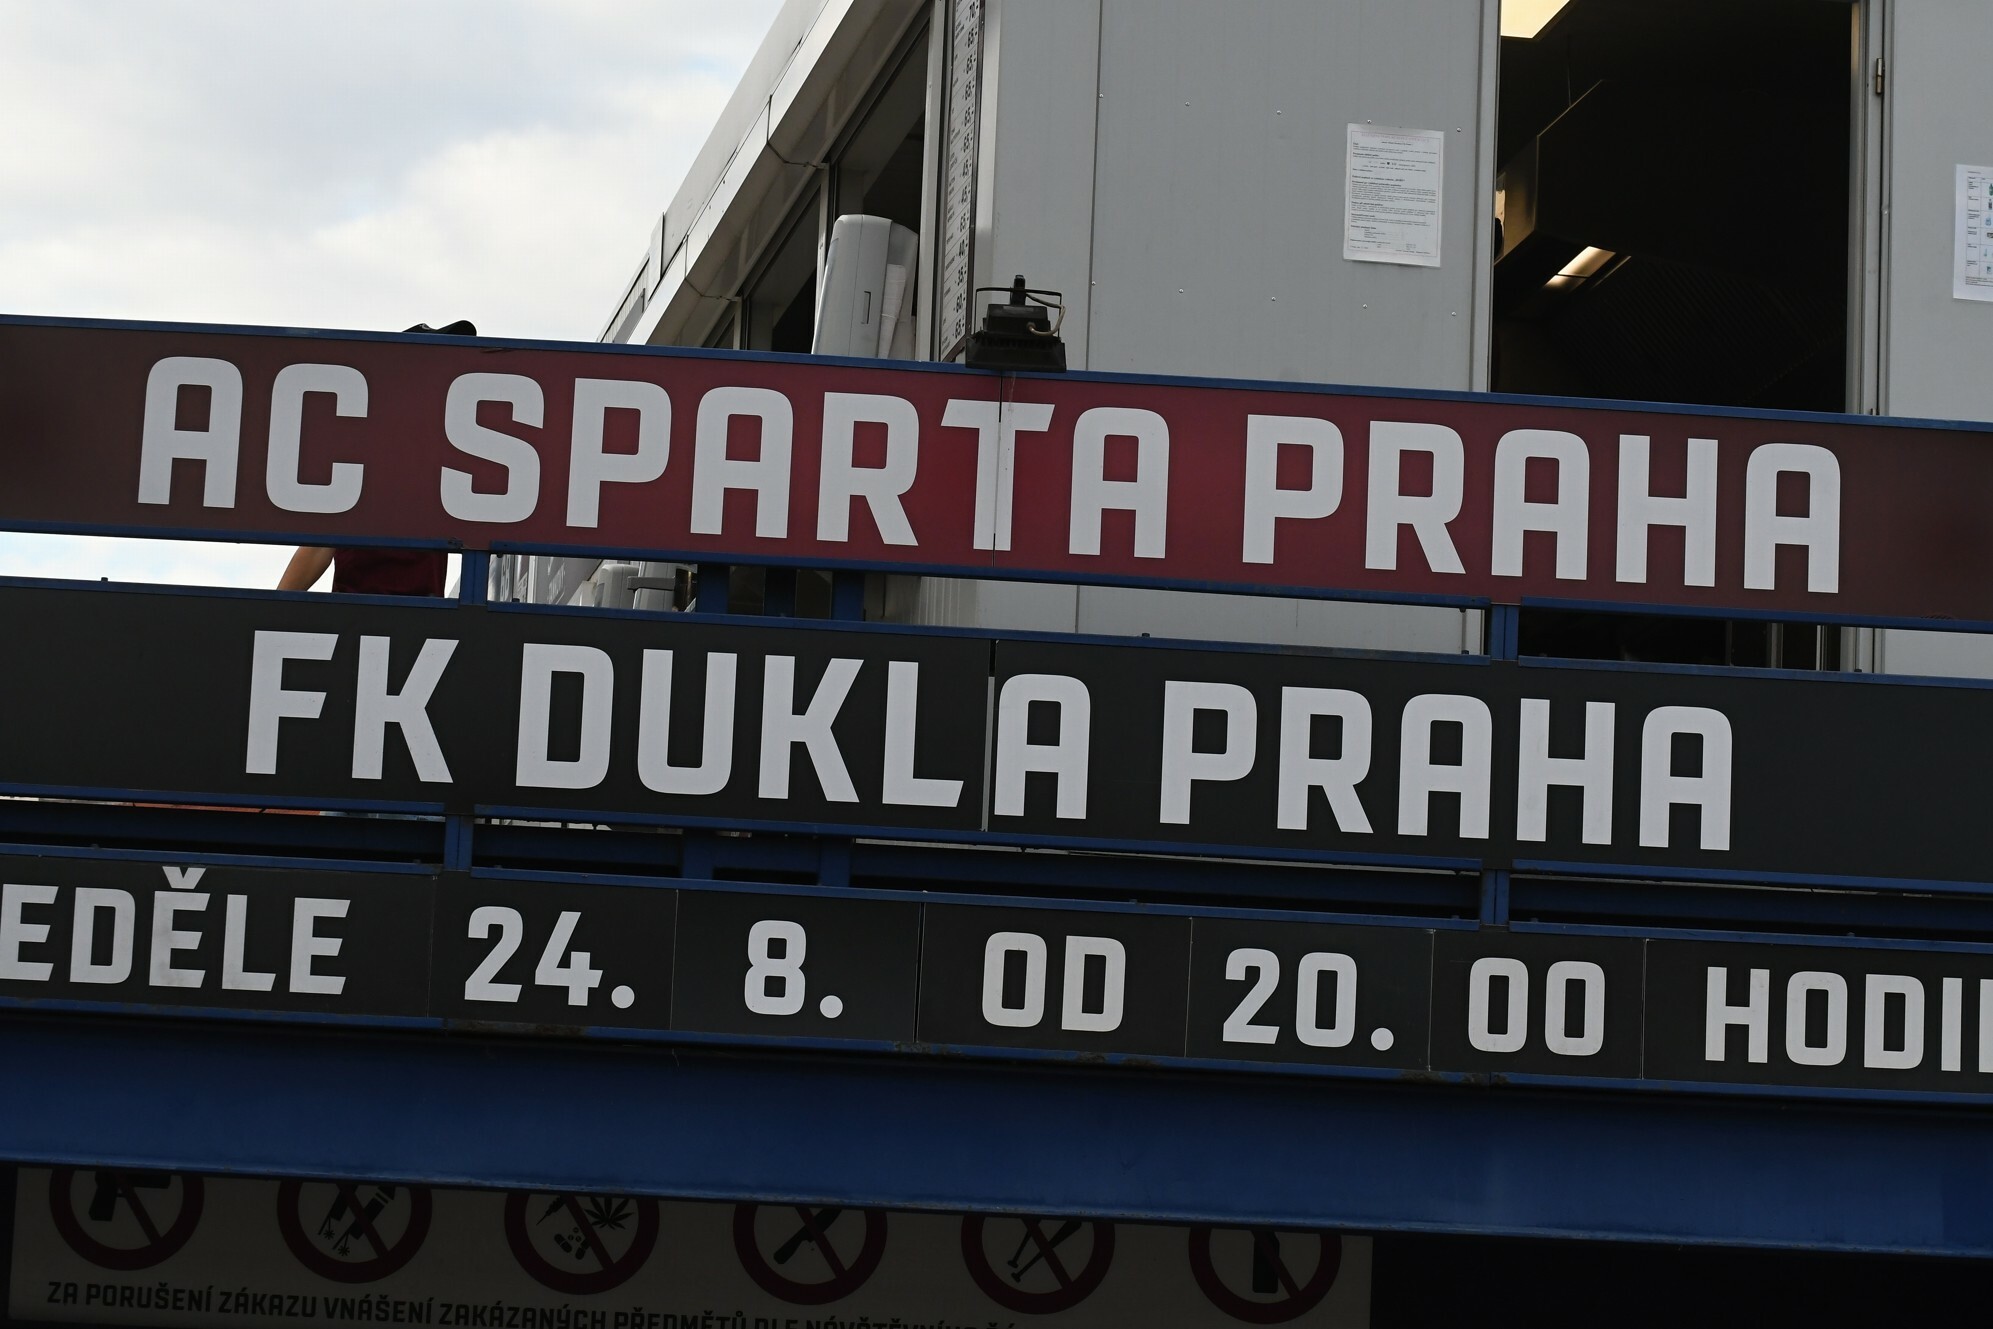 AC SPARTA PRAHA
FK DUKLA PRAHA
EDĚLE 24. 8. OD 20. 00 HODI
ZA PORUŠENÍ ZÁKAZU VNÁŠENÍ ZAKÁZANÝCH PŘEDMĚTŮ DLE